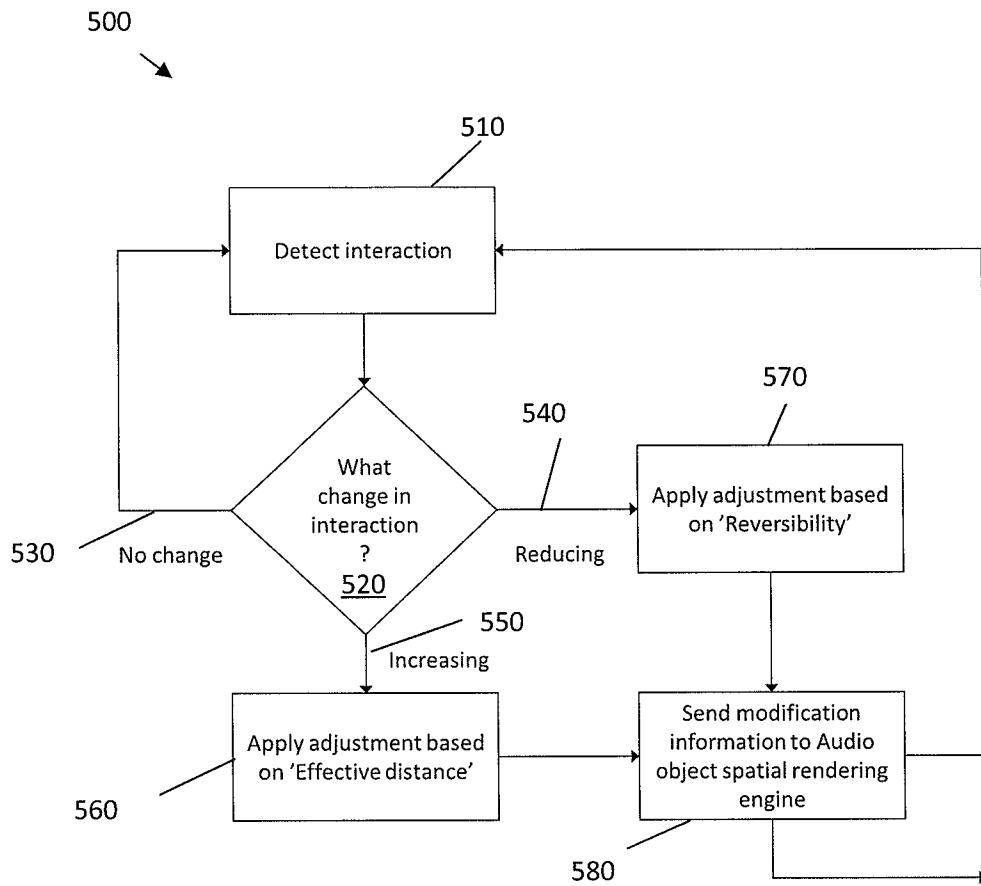 500
510
Detect interaction
570
540
What
change in
interaction
?
520
Apply adjustment based
on ’Reversibility’
530
No change
Reducing
550
Increasing
Apply adjustment based
on ’Effective distance’
Send modification
information to Audio
object spatial rendering
engine
560
580